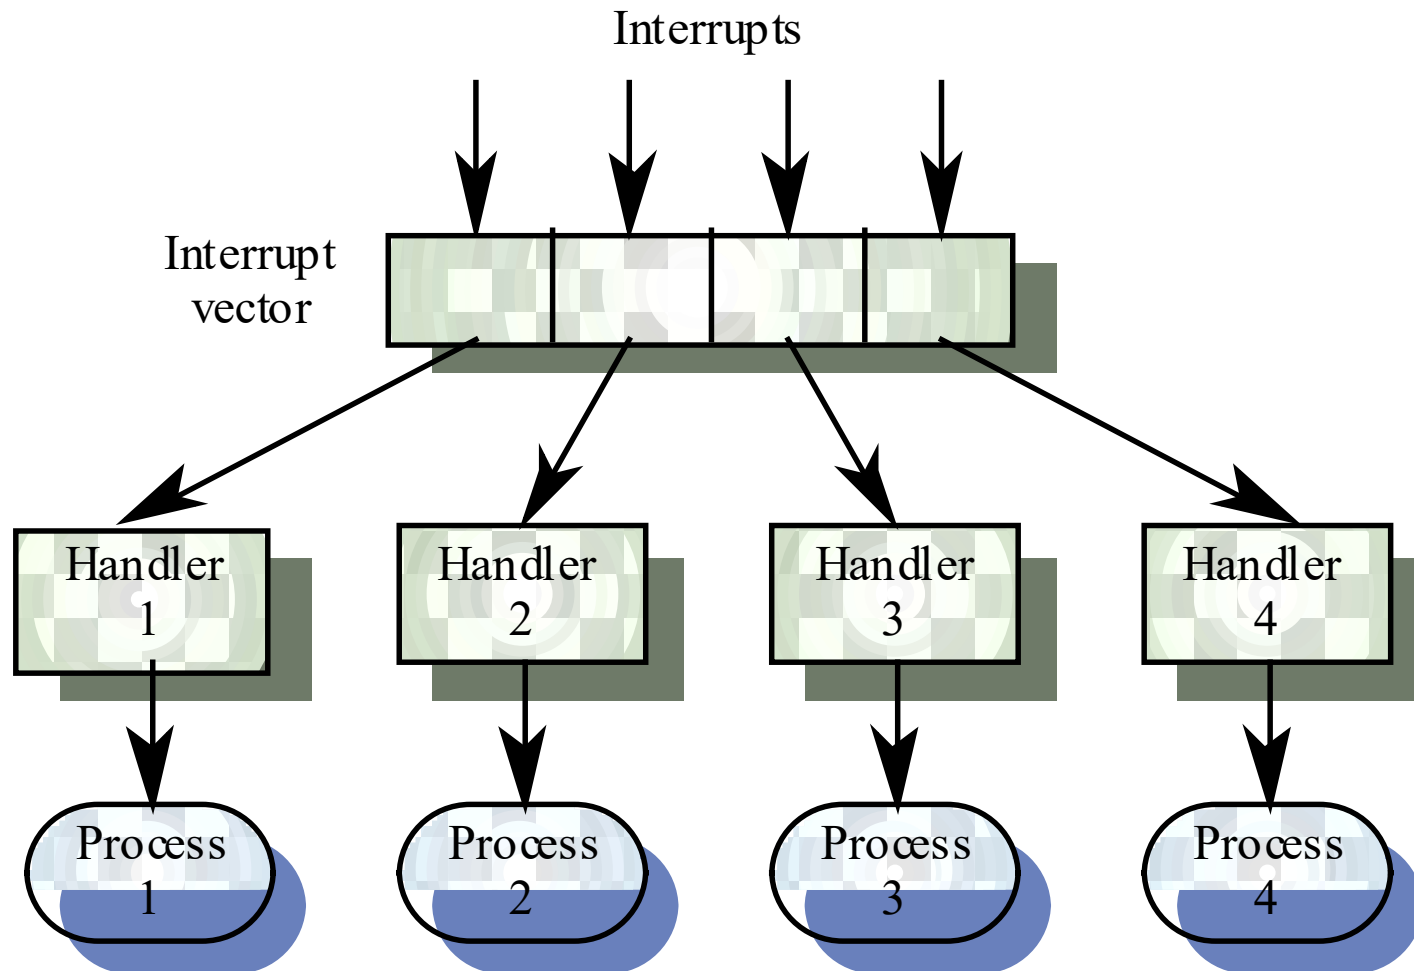 Interrupts
Interrupt
vector
Handler
1
Handler
2
Handler
3
Handler
4
Process
1
Process
2
Process
3
Process
4